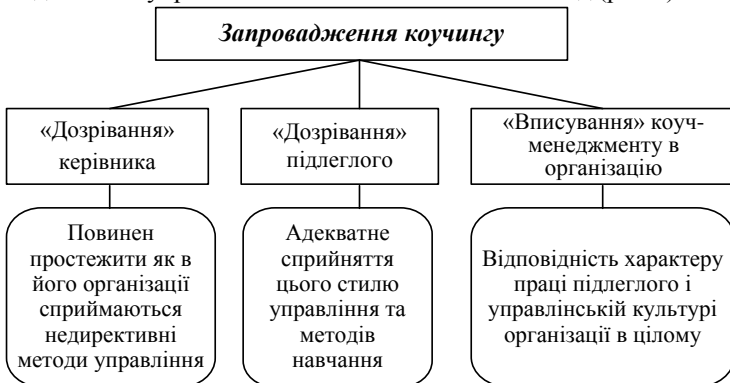 Запровадження коучингу
«Дозрівання»
керівника
«Дозрівання»
підлеглого
«Вписування» коуч-
менеджменту в
організацію
Повинен
простежити як в
його організації
сприймаються
недирективні
методи управління
Адекватне
сприйняття
цього стилю
управління та
методів
навчання
Відповідність характеру
праці підлеглого і
управлінській культурі
організації в цілому